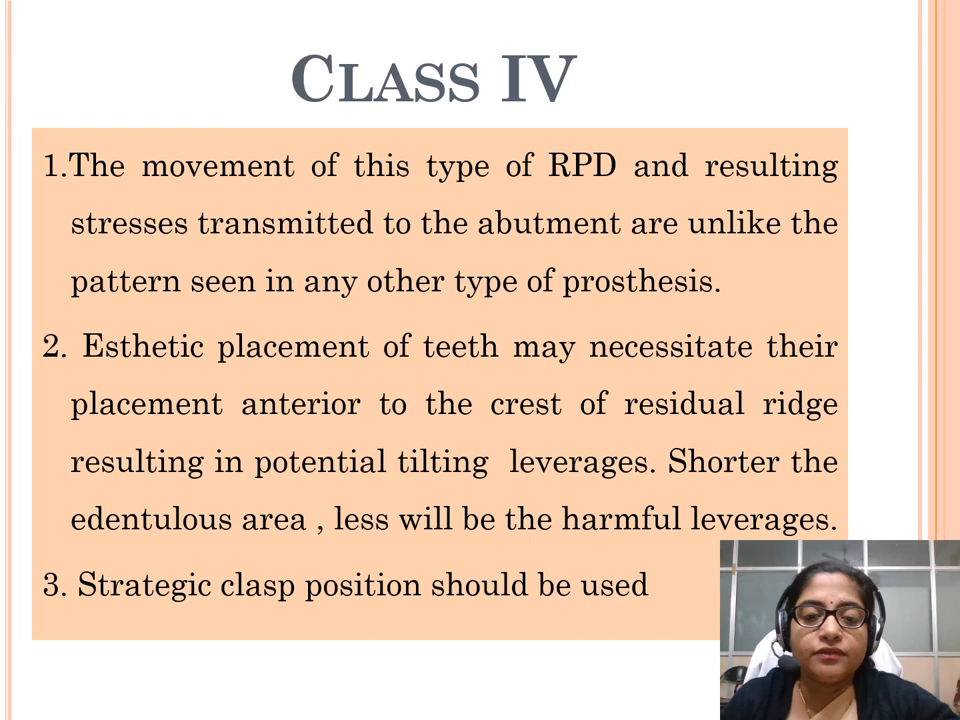 CLASS IV
1.The movement of this type of RPD and resulting
stresses transmitted to the abutment are unlike the
pattern seen in any other type of prosthesis.
2. Esthetic placement of teeth may necessitate their
placement anterior to the crest of residual ridge
resulting in potential tilting leverages. Shorter the
edentulous area , less will be the harmful leverages.
3. Strategic clasp position should be used